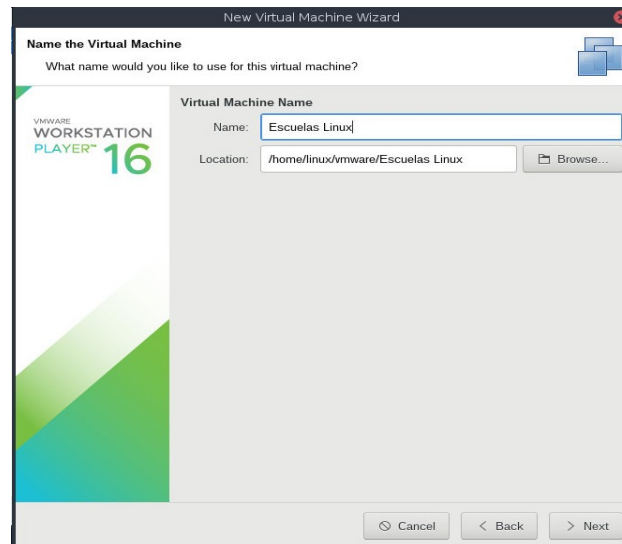 New Virtual Machine Wizard
Name the Virtual Machine
What name would you like to use for this virtual machine?
VMWARE
WORKSTATION
PLAYER™ 16
Virtual Machine Name
Name: Escuelas Linux
Location: /home/linux/vmware/Escuelas Linux Browse...
Cancel < Back > Next